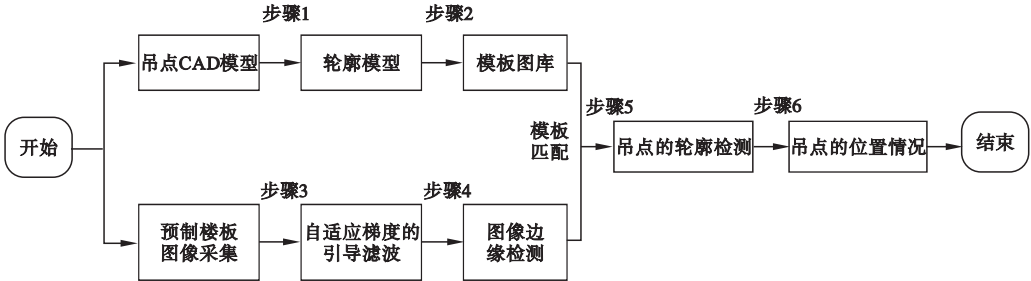 步骤1
步骤2
吊点CAD模型
轮廓模型
模板图库
步骤5
步骤6
开始
模板
匹配
吊点的轮廓检测
吊点的位置情况
结束
步骤3
步骤4
预制楼板
图像采集
自适应梯度的
引导滤波
图像边
缘检测